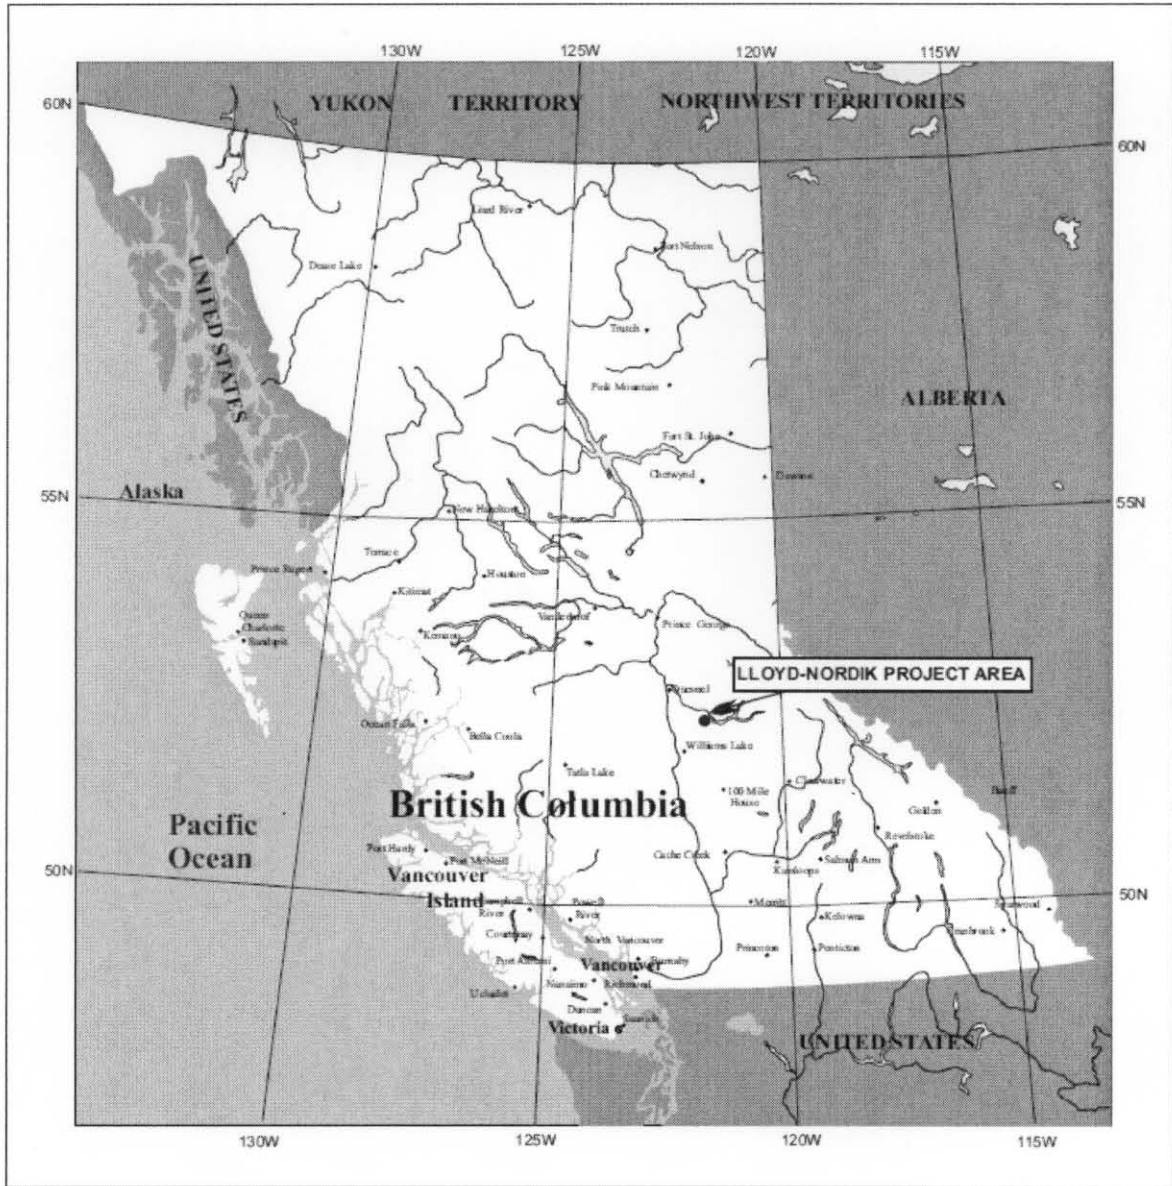 130W 125W 120W 115W
60N
YUKON TERRITORY NORTHWEST TERRITORIES
60N
Liard River
Fort Nelson
Dease Lake
UNITED STATES
Trutch
Pink Mountain
ALBERTA
Fort St. John
Chetwynd
Dawson
55N
Alaska
55N
New Hazelton
Terrace
Prince Rupert
Houston
Kitimat
Vanderhoof
Queen
Charlotte
Sandspit
Kemano
Prince George
LLOYD-NORDIK PROJECT AREA
Quesnel
Ocean Falls
Bella Coola
Williams Lake
Tatla Lake
Clearwater
100 Mile
House
Banff
British Columbia
Golden
Pacific
Ocean
Revelstoke
Port Hardy
Port McNeill
Cache Creek
Salmon Arm
Kamloops
50N
Vancouver
Island
50N
Campbell
River
Powell
River
Merritt
Kelowna
Sparwood
Courtenay
North Vancouver
Cranbrook
Port Alberni
Vancouver
Burnaby
Princeton
Penticton
Ucluelet
Nanaimo
Richmond
Duncan
Victoria
Saanich
UNITED STATES
130W 125W 120W 115W